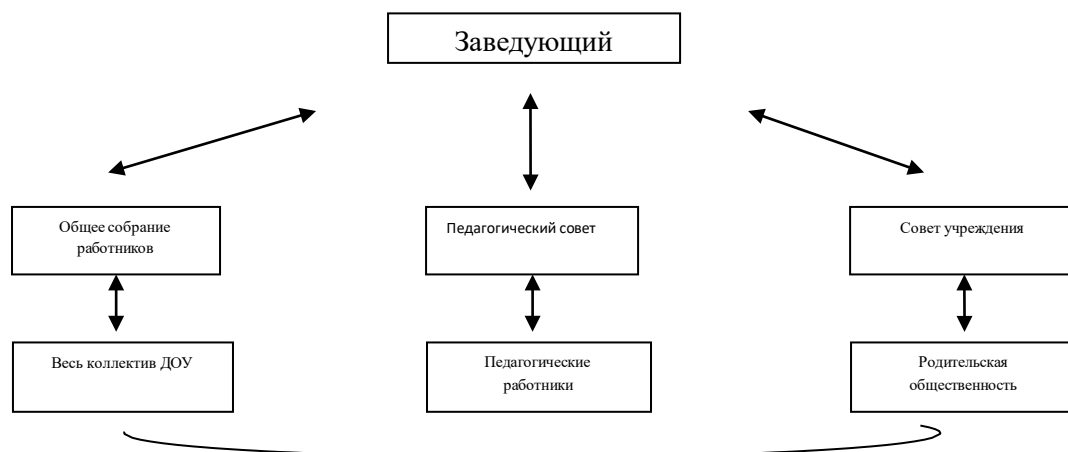 Заведующий
Общее собрание
работников
Педагогический совет
Совет учреждения
Весь коллектив ДОУ
Педагогические
работники
Родительская
общественность